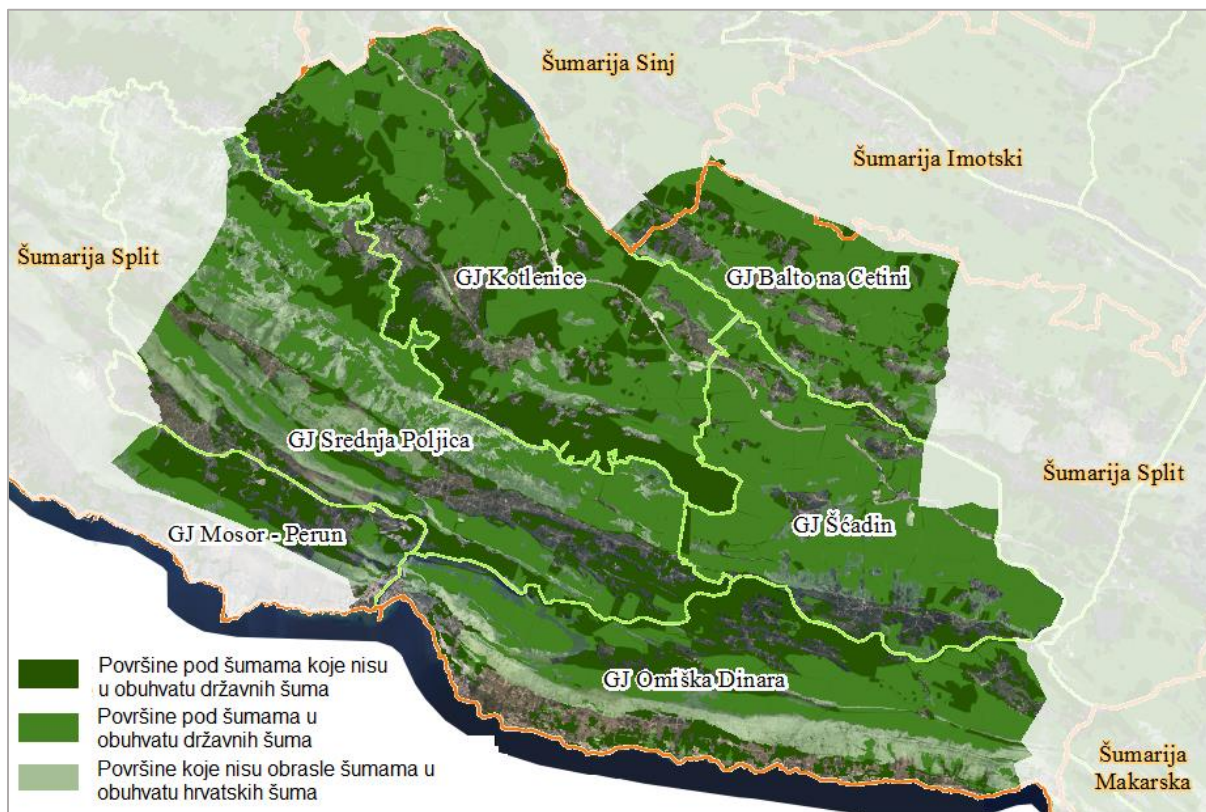 Šumarija Sinj
Šumarija Imotski
Šumarija Split
GJ Kotlenice
GJ Balto na Cetini
GJ Srednja Poljica
Šumarija Split
GJ Mosor - Perun
GJ Šćadin
GJ Omiška Dinara
Šumarija
Makarska
Površine pod šumama koje nisu
u obuhvatu državnih šuma
Površine pod šumama u
obuhvatu državnih šuma
Površine koje nisu obrasle šumama u
obuhvatu hrvatskih šuma